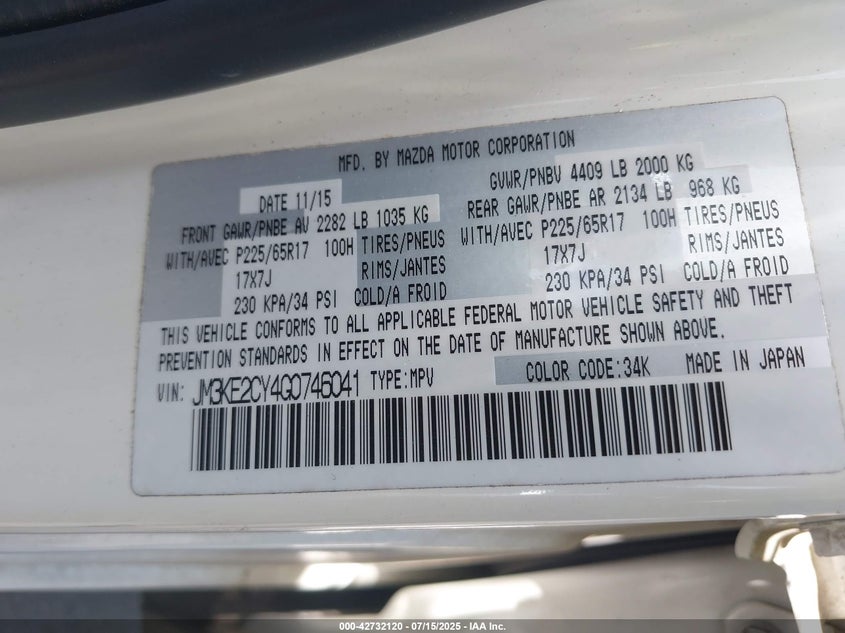 MFD. BY MAZDA MOTOR CORPORATION
DATE 11/15 GVWR/PNBV 4409 LB 2000 KG
FRONT GAWR/PNBE AV 2282 LB 1035 KG REAR GAWR/PNBE AR 2134 LB 968 KG
WITH/AVEC P225/65R17 100H TIRES/PNEUS WITH/AVEC P225/65R17 100H TIRES/PNEUS
17X7J RIMS/JANTES 17X7J RIMS/JANTES
230 KPA/34 PSI COLD/A FROID 230 KPA/34 PSI COLD/A FROID
THIS VEHICLE CONFORMS TO ALL APPLICABLE FEDERAL MOTOR VEHICLE SAFETY AND THEFT
PREVENTION STANDARDS IN EFFECT ON THE DATE OF MANUFACTURE SHOWN ABOVE.
VIN: JM3KE2CY4G0746041 TYPE:MPV COLOR CODE:34K MADE IN JAPAN
000-42732120 - 07/15/2025 - IAA Inc.